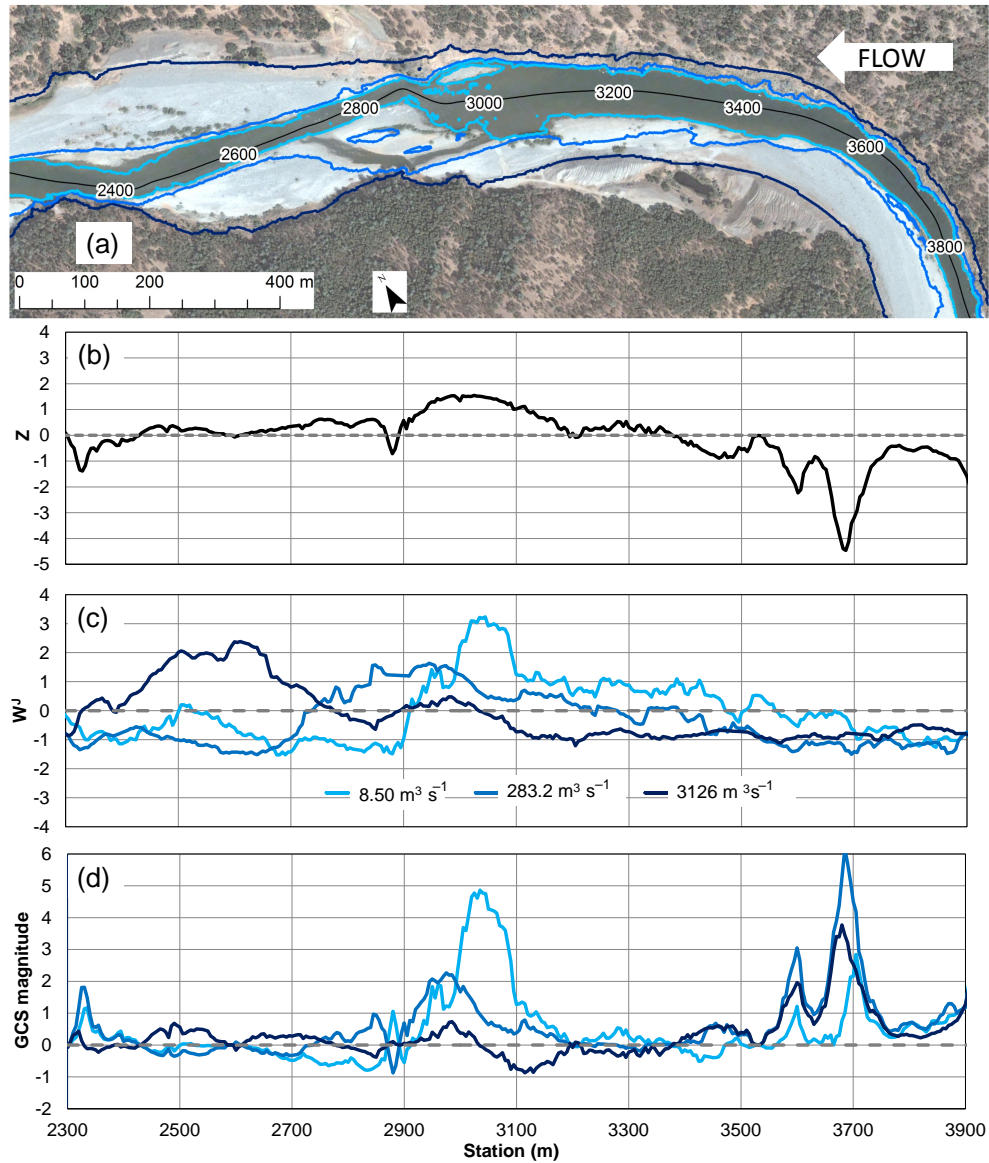 FLOW
2400
2600
2800
3000
3200
3400
3600
3800
(a)
0 100 200 400 m
N
(b)
Z
4
3
2
1
0
-1
-2
-3
-4
-5
(c)
Wᴶ
4
3
2
1
0
-1
-2
-3
-4
8.50 m³ s⁻¹ 283.2 m³ s⁻¹ 3126 m ³s⁻¹
(d)
GCS magnitude
6
5
4
3
2
1
0
-1
-2
2300 2500 2700 2900 3100 3300 3500 3700 3900
Station (m)